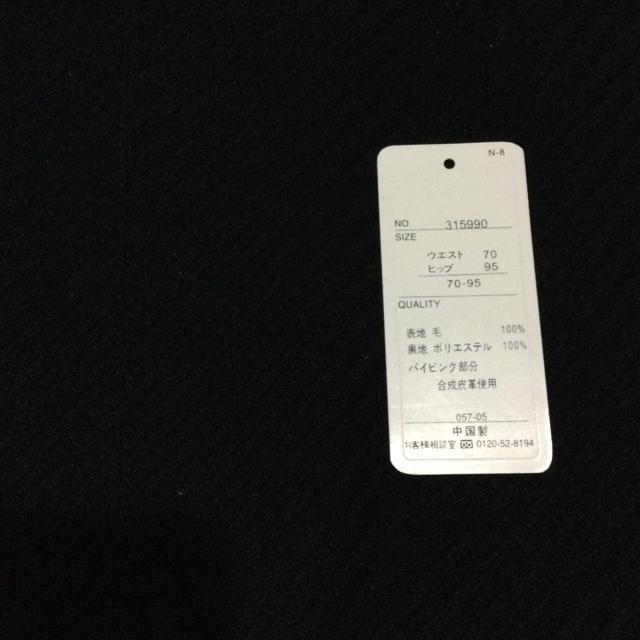 N-8
NO. 315990
SIZE
ウエスト 70
ヒップ 95
70-95
QUALITY
表地 毛 100%
裏地 ポリエステル 100%
パイピング部分
合成皮革使用
057-05
中国製
お客様相談室 0120-52-8194